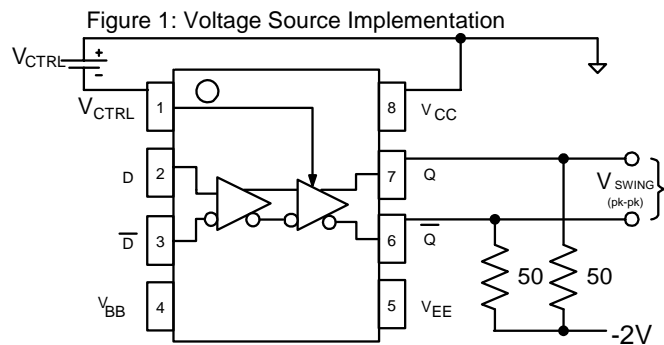 Figure 1: Voltage Source Implementation
VCTRL
+
-
VCTRL
1
8
VCC
D
2
7
Q
VSWING
(pk-pk)
D
3
6
Q
50
50
VBB
4
5
VEE
-2V